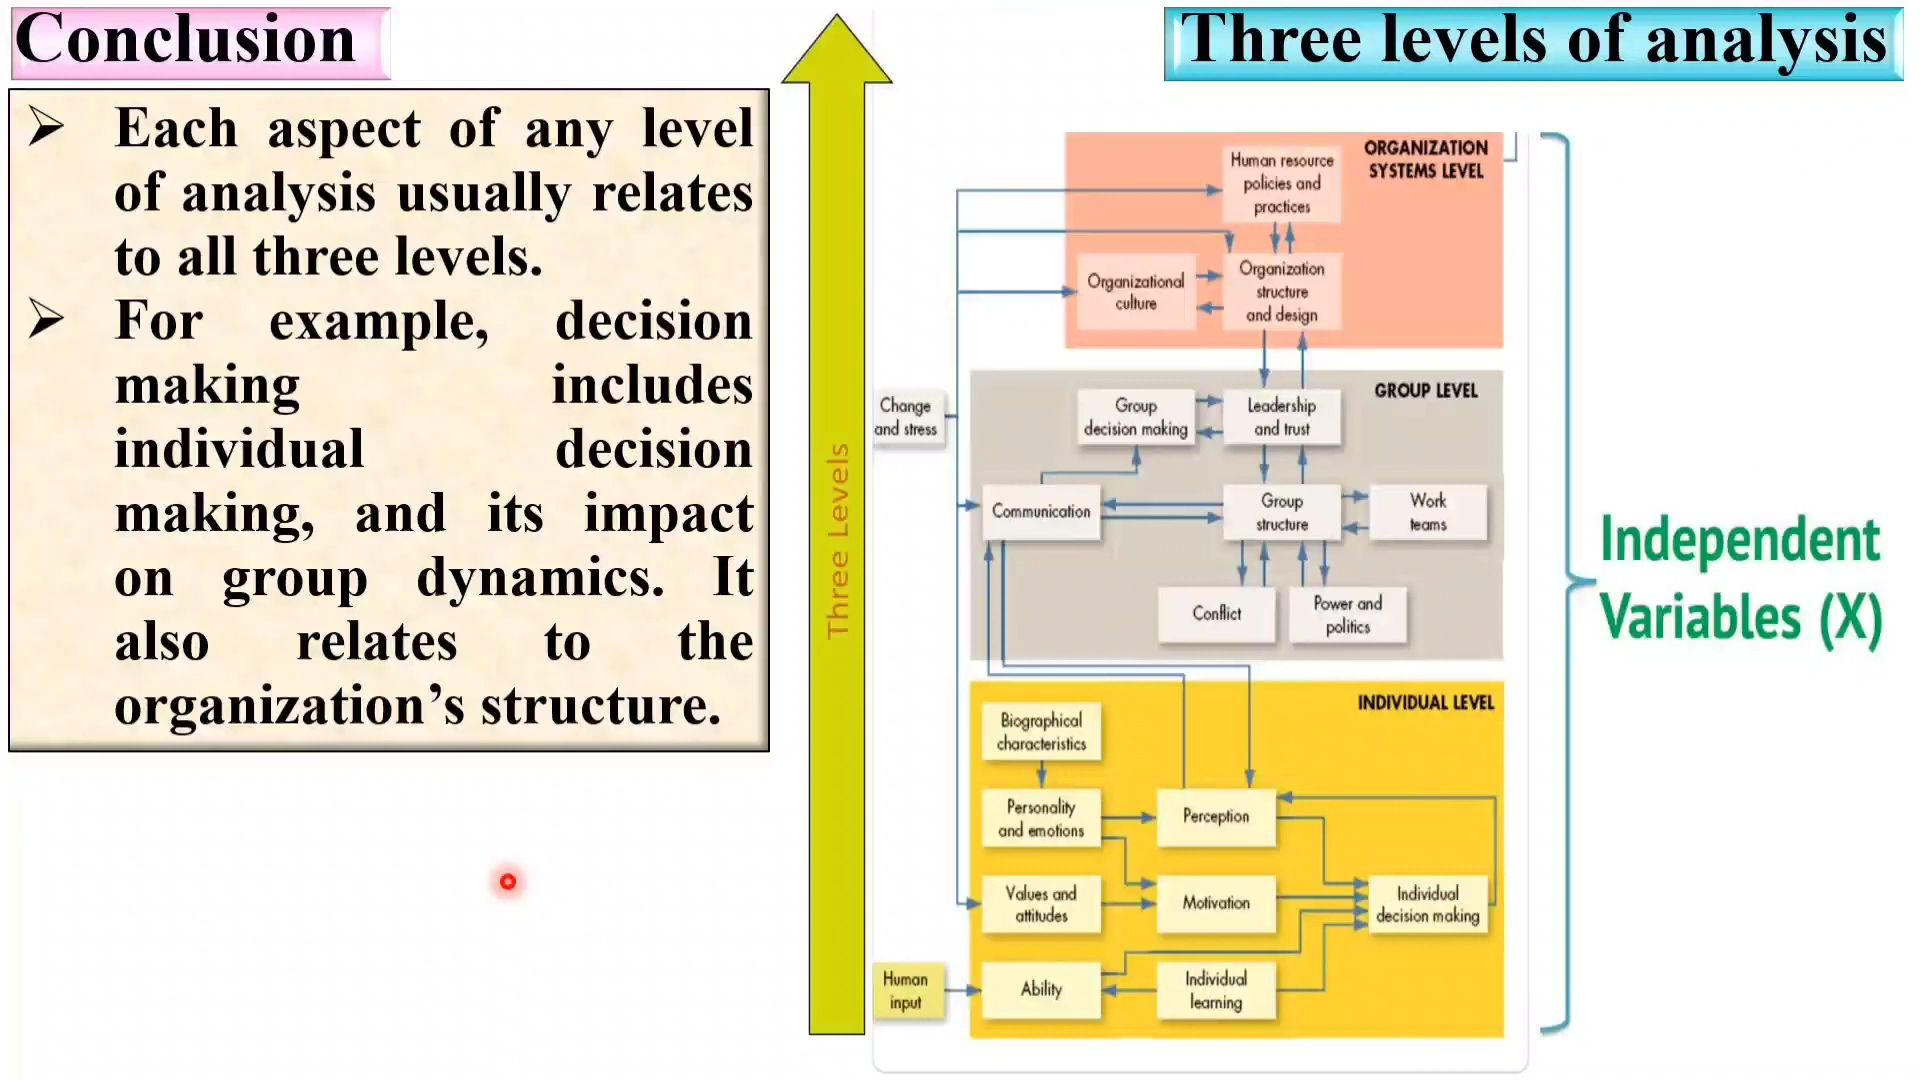 Conclusion
Three levels of analysis
Each aspect of any level
of analysis usually relates
to all three levels.
For example, decision
making includes
individual decision
making, and its impact
on group dynamics. It
also relates to the
organization’s structure.
Three Levels
ORGANIZATION
SYSTEMS LEVEL
Human resource
policies and
practices
Organizational
culture
Organization
structure
and design
GROUP LEVEL
Change
and stress
Group
decision making
Leadership
and trust
Communication
Group
structure
Work
teams
Conflict
Power and
politics
INDIVIDUAL LEVEL
Biographical
characteristics
Personality
and emotions
Perception
Values and
attitudes
Motivation
Individual
decision making
Human
input
Ability
Individual
learning
Independent
Variables (X)